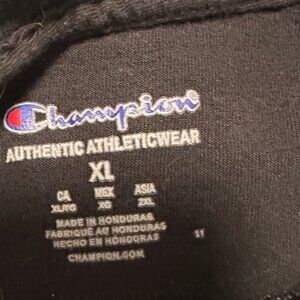 Champion
AUTHENTIC ATHLETICWEAR
XL
CA MEX ASIA
XL/TG XG 2XL
MADE IN HONDURAS
FABRIQUÉ AU HONDURAS
HECHO EN HONDURAS
11
CHAMPION.COM